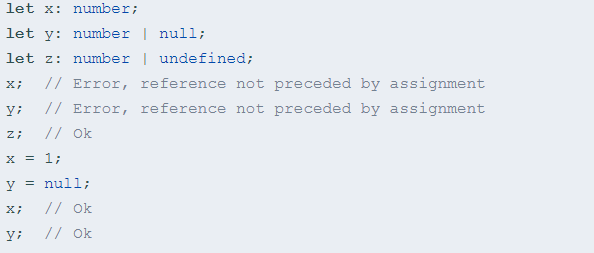 let x: number;
let y: number | null;
let z: number | undefined;
x;  // Error, reference not preceded by assignment
y;  // Error, reference not preceded by assignment
z;  // Ok
x = 1;
y = null;
x;  // Ok
y;  // Ok